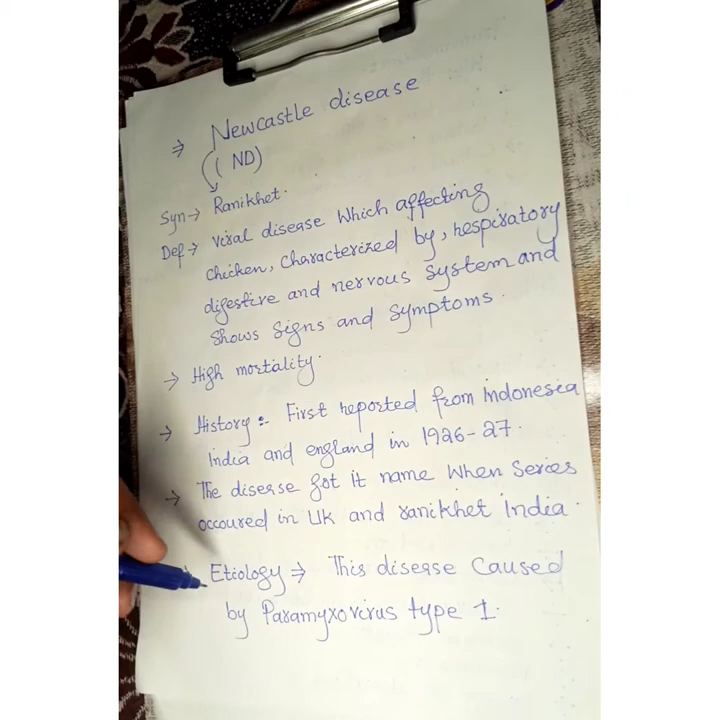 ⇒ Newcastle disease
(ND)
Syn → Ranikhet.
Def → viral disease Which affecting
chicken, characterized by, respiratory
digestive and nervous system and
shows signs and symptoms.
→ High mortality.
→ History :- First reported from Indonesea
India and england in 1926-27.
→ The disease got it name When Series
occoured in UK and ranikhet India.
Etiology ⇒ This disease caused
by Paramyxovirus type 1.